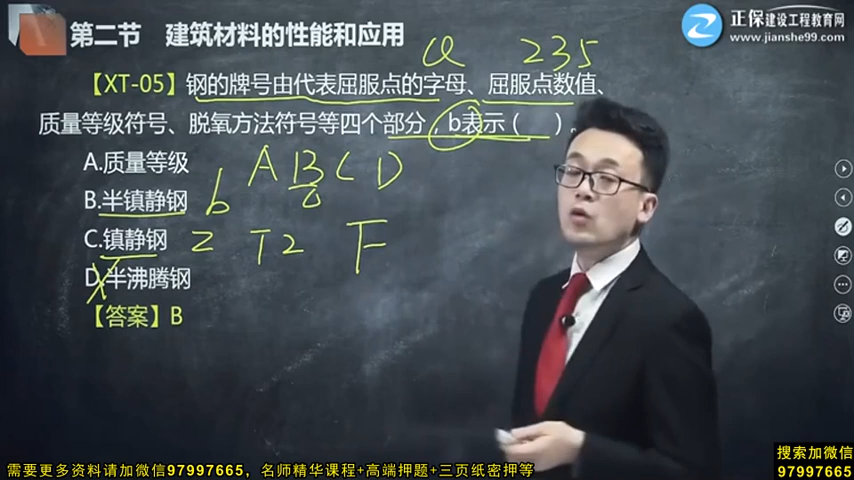 第二节 建筑材料的性能和应用
正保建设工程教育网
www.jianshe99.com
Q 235
【XT-05】钢的牌号由代表屈服点的字母、屈服点数值、
质量等级符号、脱氧方法符号等四个部分，b表示（ ）。
A.质量等级
A B C D
B.半镇静钢
b
C.镇静钢
Z TZ F
D.半沸腾钢
【答案】B
需要更多资料请加微信97997665，名师精华课程+高端押题+三页纸密押等
搜索加微信
97997665